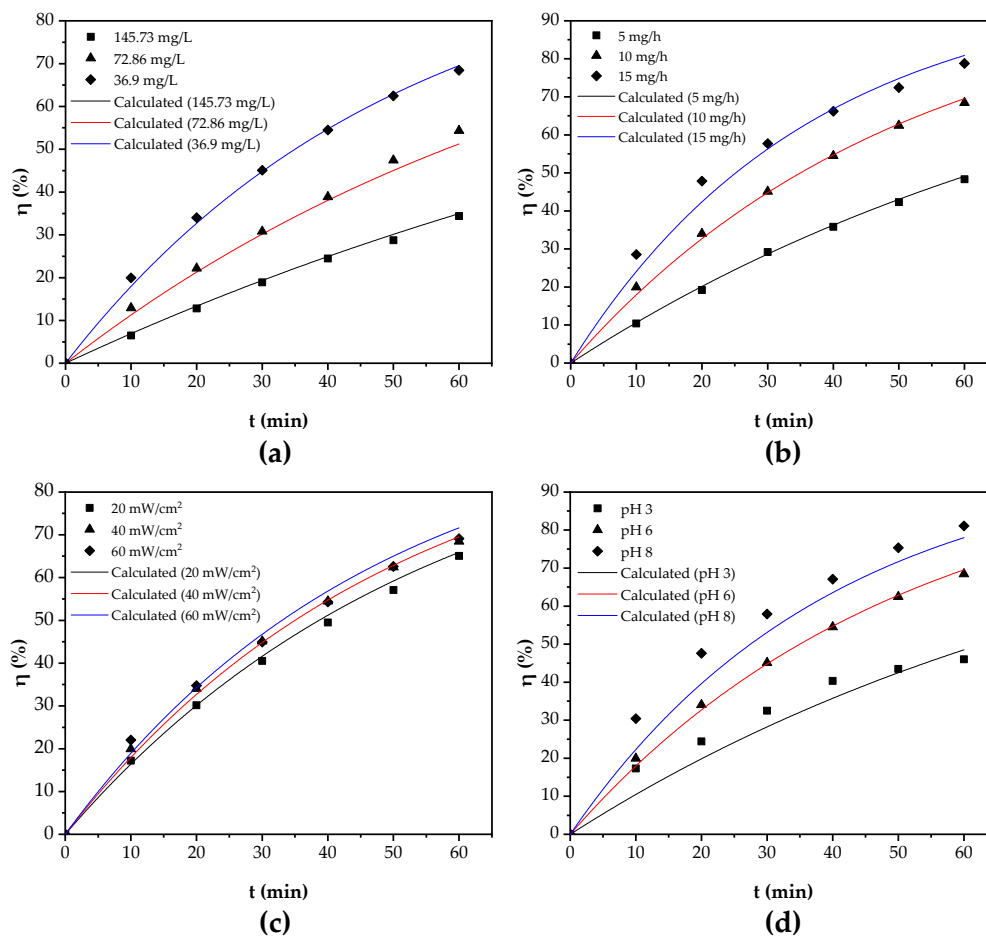 80
70
60
50
40
30
20
10
0
η (%)
145.73 mg/L
72.86 mg/L
36.9 mg/L
Calculated (145.73 mg/L)
Calculated (72.86 mg/L)
Calculated (36.9 mg/L)
0 10 20 30 40 50 60
t (min)
(a)
90
80
70
60
50
40
30
20
10
0
η (%)
5 mg/h
10 mg/h
15 mg/h
Calculated (5 mg/h)
Calculated (10 mg/h)
Calculated (15 mg/h)
0 10 20 30 40 50 60
t (min)
(b)
80
70
60
50
40
30
20
10
0
η (%)
20 mW/cm²
40 mW/cm²
60 mW/cm²
Calculated (20 mW/cm²)
Calculated (40 mW/cm²)
Calculated (60 mW/cm²)
0 10 20 30 40 50 60
t (min)
(c)
90
80
70
60
50
40
30
20
10
0
η (%)
pH 3
pH 6
pH 8
Calculated (pH 3)
Calculated (pH 6)
Calculated (pH 8)
0 10 20 30 40 50 60
t (min)
(d)